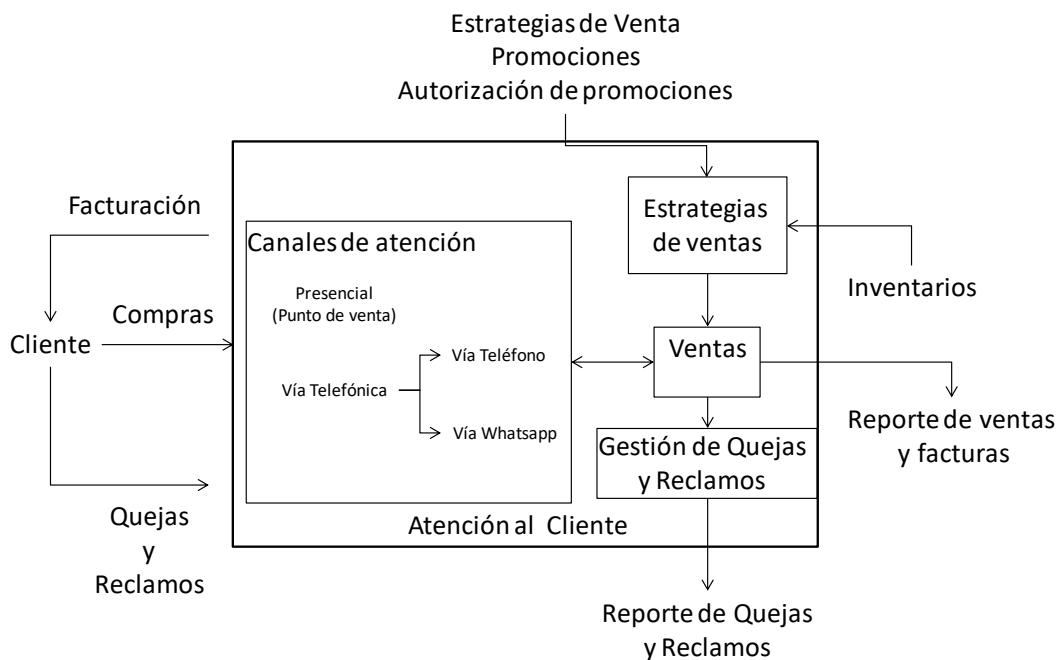 Estrategias de Venta
Promociones
Autorización de promociones
Facturación
Canales de atención
Estrategias
de ventas
Presencial
(Punto de venta)
Inventarios
Compras
Cliente
Ventas
Vía Teléfono
Vía Telefónica
Vía Whatsapp
Reporte de ventas
y facturas
Gestión de Quejas
y Reclamos
Quejas
y
Reclamos
Atención al Cliente
Reporte de Quejas
y Reclamos